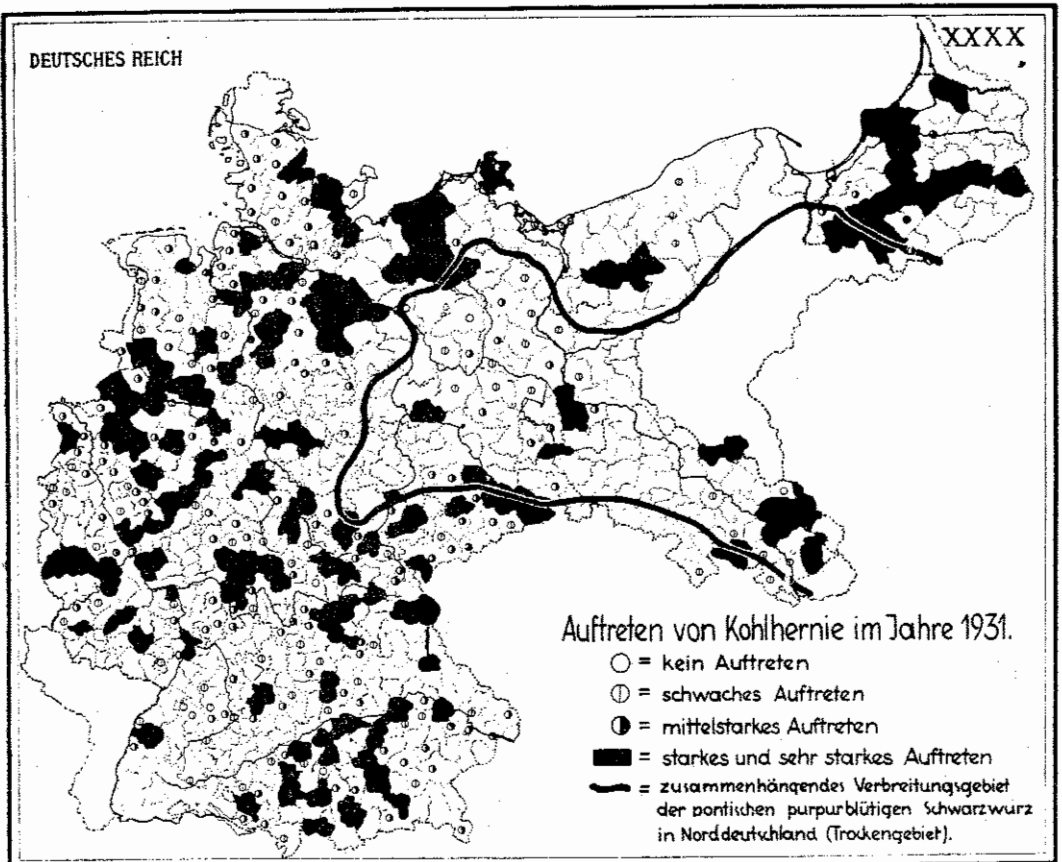 DEUTSCHES REICH
XXXX
Auftreten von Kohlhernie im Jahre 1931.
= kein Auftreten
= schwaches Auftreten
= mittelstarkes Auftreten
= starkes und sehr starkes Auftreten
= zusammenhängendes Verbreitungsgebiet
der pontischen purpurblütigen Schwarzwurz
in Norddeutschland (Trockengebiet).